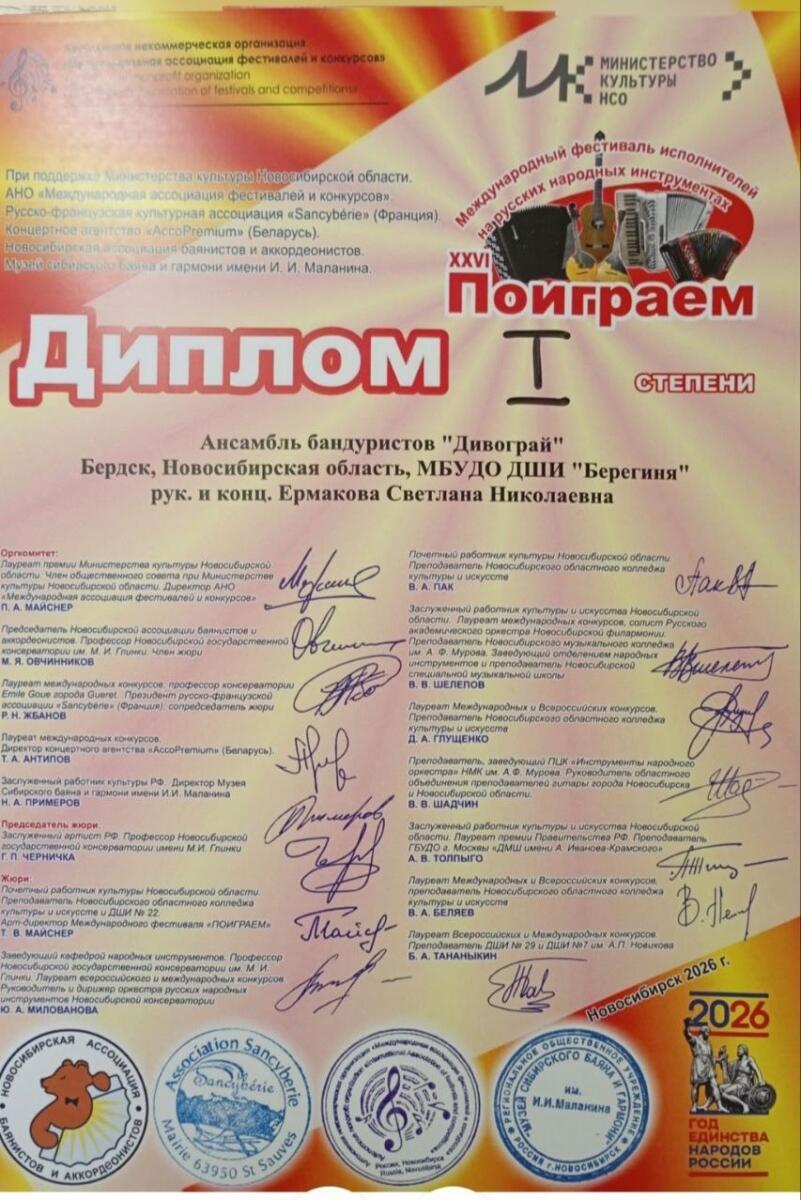 некоммерческая организация
ассоциация фестивалей и конкурсов»
organization
of festivals and competitions»
МИНИСТЕРСТВО
КУЛЬТУРЫ
НСО
При поддержке Министерства культуры Новосибирской области.
АНО «Международная ассоциация фестивалей и конкурсов».
Русско-французская культурная ассоциация «Sancybérie» (Франция).
Концертное агентство «AccoPremium» (Беларусь).
Новосибирская ассоциация баянистов и аккордеонистов.
Музей сибирского баяна и гармони имени И. И. Маланина.
Международный фестиваль исполнителей
на русских народных инструментах
XXVI
Поиграем
Диплом
I
СТЕПЕНИ
Ансамбль бандуристов "Дивограй"
Бердск, Новосибирская область, МБУДО ДШИ "Берегиня"
рук. и конц. Ермакова Светлана Николаевна
Оргкомитет:
Лауреат премии Министерства культуры Новосибирской
области. Член общественного совета при Министерстве
культуры Новосибирской области. Директор АНО
«Международная ассоциация фестивалей и конкурсов»
П. А. МАЙСНЕР
Председатель Новосибирской ассоциации баянистов и
аккордеонистов. Профессор Новосибирской государственной
консерватории им. М. И. Глинки. Член жюри
М. Я. ОВЧИННИКОВ
Лауреат международных конкурсов, профессор консерватории
Emile Goue города Gueret. Президент русско-французской
ассоциации «Sancybérie» (Франция), сопредседатель жюри
Р. Н. ЖБАНОВ
Лауреат международных конкурсов.
Директор концертного агентства «AccoPremium» (Беларусь).
Т. А. АНТИПОВ
Заслуженный работник культуры РФ. Директор Музея
Сибирского баяна и гармони имени И.И. Маланина
Н. А. ПРИМЕРОВ
Председатель жюри:
Заслуженный артист РФ. Профессор Новосибирской
государственной консерватории имени М.И. Глинки
Г. П. ЧЕРНИЧКА
Жюри:
Почетный работник культуры Новосибирской области.
Преподаватель Новосибирского областного колледжа
культуры и искусств и ДШИ № 22.
Арт-директор Международного фестиваля «ПОИГРАЕМ»
Т. В. МАЙСНЕР
Заведующий кафедрой народных инструментов. Профессор
Новосибирской государственной консерватории им. М. И.
Глинки. Лауреат всероссийского и международных конкурсов
Руководитель и дирижер оркестра русских народных
инструментов Новосибирской консерватории
Ю. А. МИЛОВАНОВА
Почетный работник культуры Новосибирской области.
Преподаватель Новосибирского областного колледжа
культуры и искусств
В. А. ПАК
Заслуженный работник культуры и искусства Новосибирской
области. Лауреат международных конкурсов, солист Русского
академического оркестра Новосибирской филармонии.
Преподаватель Новосибирского музыкального колледжа
им. А. Ф. Мурова. Заведующий отделением народных
инструментов и преподаватель Новосибирской
специальной музыкальной школы
В. В. ШЕЛЕПОВ
Лауреат Международных и Всероссийских конкурсов.
Преподаватель Новосибирского областного колледжа
культуры и искусств
Д. А. ГЛУЩЕНКО
Преподаватель, заведующий ПЦК «Инструменты народного
оркестра» НМК им. А.Ф. Мурова. Руководитель областного
объединения преподавателей гитары города Новосибирска
и Новосибирской области.
В. В. ШАДЧИН
Заслуженный работник культуры и искусства Новосибирской
области. Лауреат премии Правительства РФ. Преподаватель
ГБУДО г. Москвы «ДМШ имени А. Иванова-Крамского»
А. В. ТОЛПЫГО
Лауреат Международных и Всероссийских конкурсов,
преподаватель Новосибирского областного колледжа
культуры и искусств
В. А. БЕЛЯЕВ
Лауреат Всероссийских и Международных конкурсов.
Преподаватель ДШИ № 29 и ДШИ №7 им. А.П. Новикова
Б. А. ТАНАНЫКИН
Новосибирск 2026 г.
НОВОСИБИРСКАЯ АССОЦИАЦИЯ
БАЯНИСТОВ И АККОРДЕОНИСТОВ
Association Sancyberie
Sancybérie
Mairie 63950 St Sauves
Россия, Новосибирск
Russia, Novosibirsk
РЕГИОНАЛЬНОЕ ОБЩЕСТВЕННОЕ УЧРЕЖДЕНИЕ
МУЗЕЙ СИБИРСКОГО БАЯНА И ГАРМОНИ
им.
И.И.Маланина
РОССИЯ г.НОВОСИБИРСК
2026
ГОД
ЕДИНСТВА
НАРОДОВ
РОССИИ